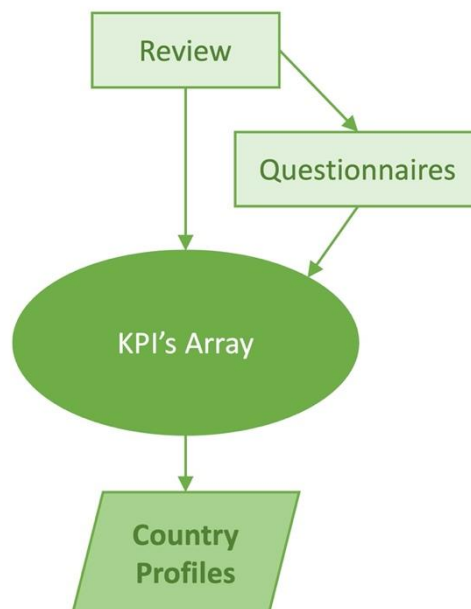 Review
Questionnaires
KPI’s Array
Country
Profiles